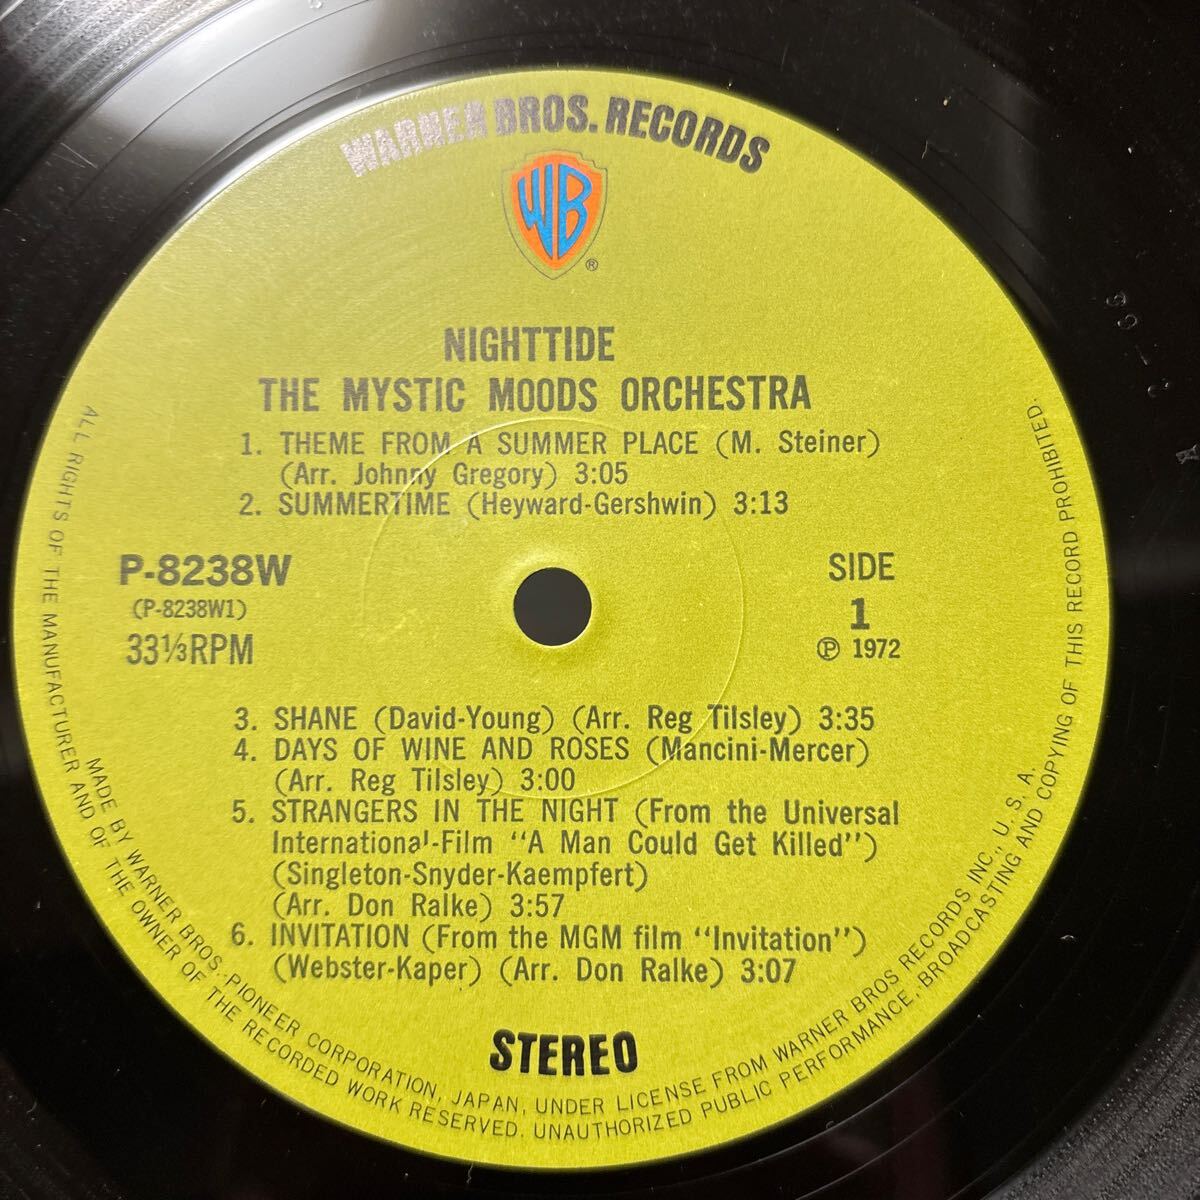 WARNER BROS. RECORDS
WB
®
NIGHTTIDE
THE MYSTIC MOODS ORCHESTRA
1. THEME FROM A SUMMER PLACE (M. Steiner)
(Arr. Johnny Gregory) 3:05
2. SUMMERTIME (Heyward-Gershwin) 3:13
P-8238W
(P-8238W1)
33⅓RPM
SIDE
1
℗ 1972
3. SHANE (David-Young) (Arr. Reg Tilsley) 3:35
4. DAYS OF WINE AND ROSES (Mancini-Mercer)
(Arr. Reg Tilsley) 3:00
5. STRANGERS IN THE NIGHT (From the Universal
International-Film “A Man Could Get Killed”)
(Singleton-Snyder-Kaempfert)
(Arr. Don Ralke) 3:57
6. INVITATION (From the MGM film “Invitation”)
(Webster-Kaper) (Arr. Don Ralke) 3:07
STEREO
MADE BY WARNER BROS.-PIONEER CORPORATION, JAPAN, UNDER LICENSE FROM WARNER BROS RECORDS INC., U. S. A.
ALL RIGHTS OF THE MANUFACTURER AND OF THE OWNER OF THE RECORDED WORK RESERVED. UNAUTHORIZED PUBLIC PERFORMANCE, BROADCASTING AND COPYING OF THIS RECORD PROHIBITED.